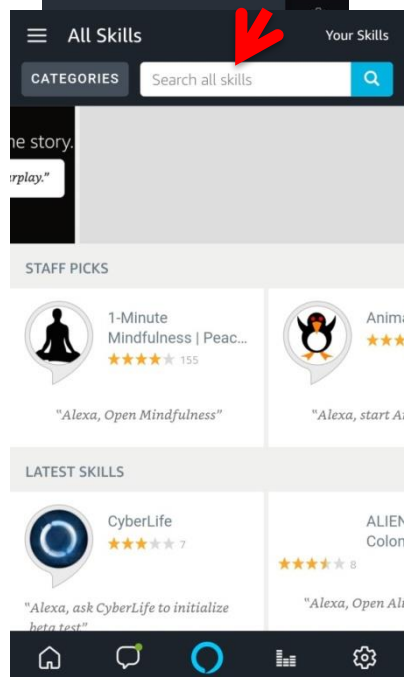 All Skills
Your Skills
CATEGORIES
Search all skills
he story.
rplay."
STAFF PICKS
1-Minute
Mindfulness | Peac...
155
"Alexa, Open Mindfulness"
Anima
"Alexa, start A
LATEST SKILLS
CyberLife
7
"Alexa, ask CyberLife to initialize
beta test"
ALIEN
Colon
8
"Alexa, Open Al